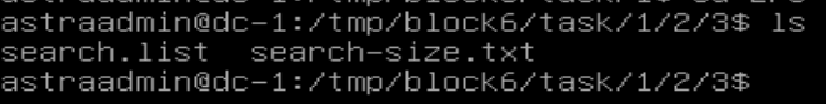 astraadmin@dc-1:/tmp/block6/task/1/2/3$ ls
search.list  search-size.txt
astraadmin@dc-1:/tmp/block6/task/1/2/3$